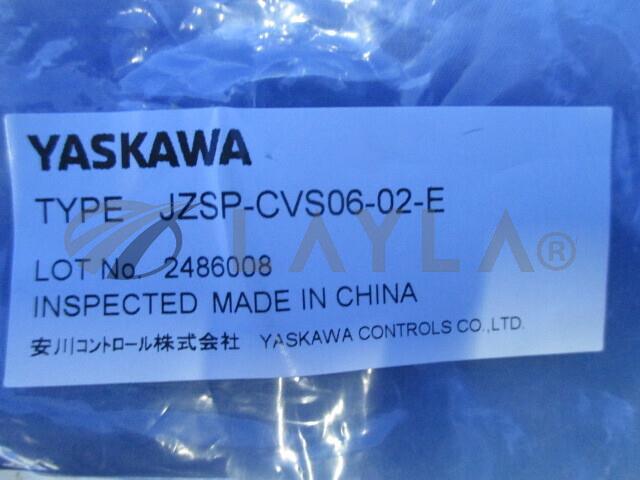 YASKAWA
TYPE JZSP-CVS06-02-E
LAYLA®
LOT No. 2486008
INSPECTED MADE IN CHINA
安川コントロール株式会社 YASKAWA CONTROLS CO.,LTD.